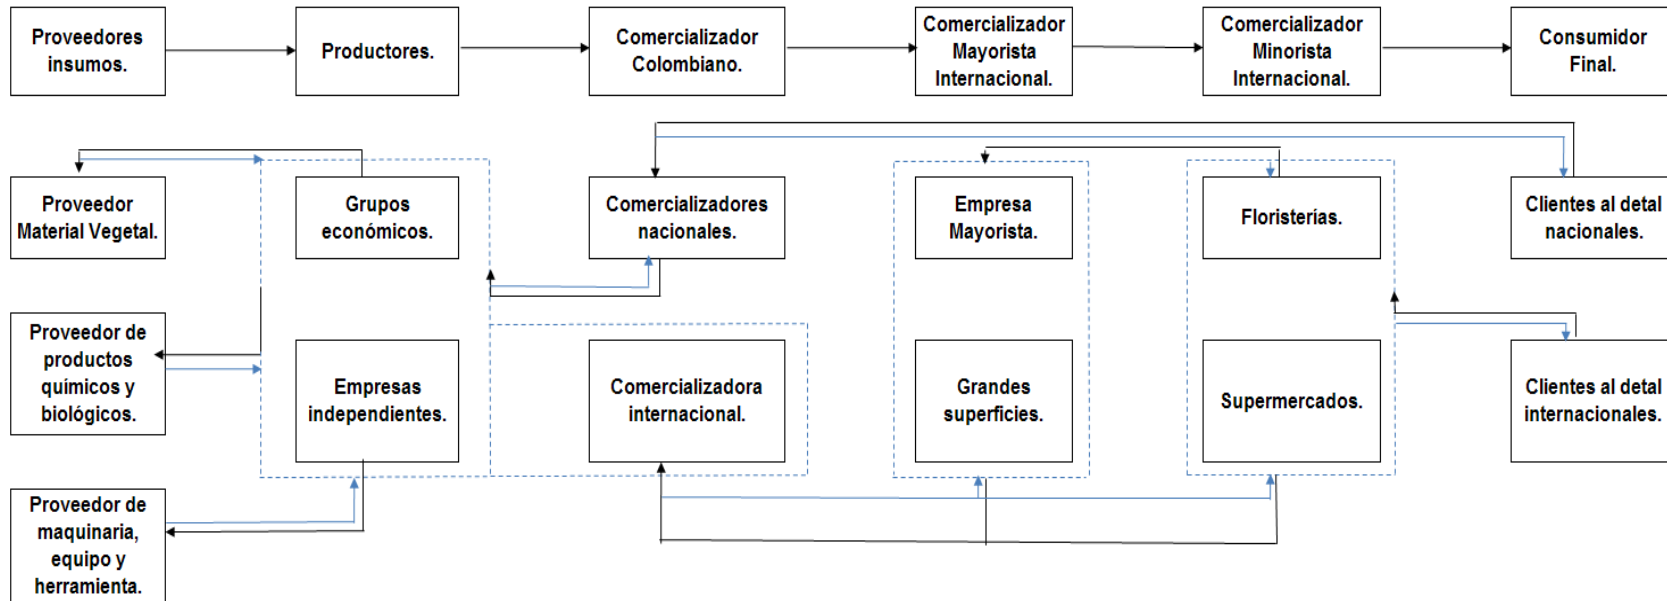 Proveedores
insumos.
Productores.
Comercializador
Colombiano.
Comercializador
Mayorista
Internacional.
Comercializador
Minorista
Internacional.
Consumidor
Final.
Proveedor
Material Vegetal.
Grupos
económicos.
Comercializadores
nacionales.
Empresa
Mayorista.
Floristerías.
Clientes al detal
nacionales.
Proveedor de
productos
químicos y
biológicos.
Empresas
independientes.
Comercializadora
internacional.
Grandes
superficies.
Supermercados.
Clientes al detal
internacionales.
Proveedor de
maquinaria,
equipo y
herramienta.